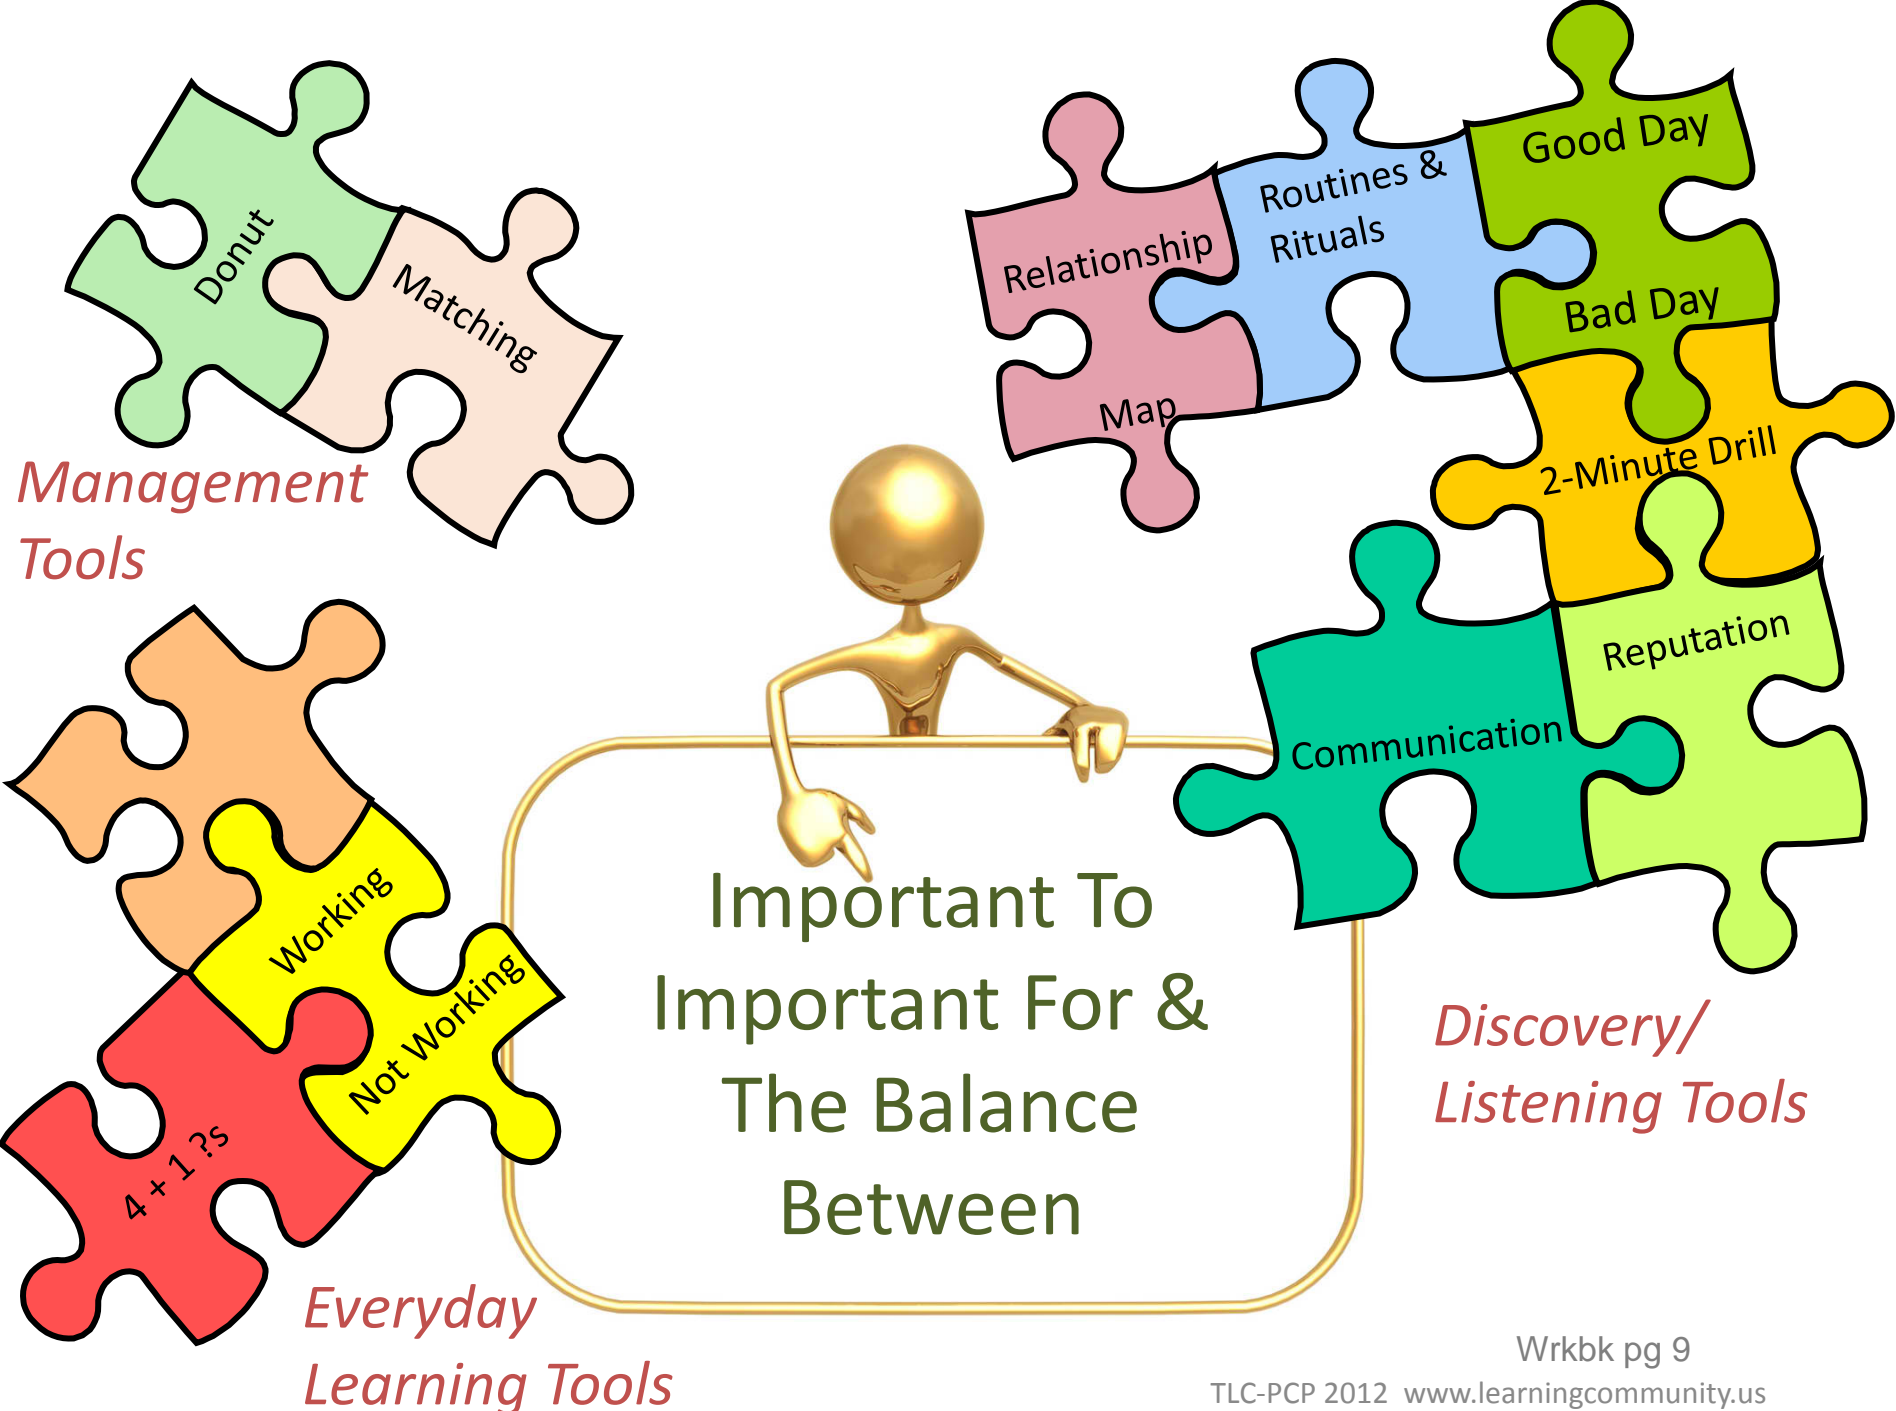 Donut
Matching
Management
Tools
Relationship
Map
Routines &
Rituals
Good Day
Bad Day
2-Minute Drill
Reputation
Communication
Discovery/
Listening Tools
Working
Not Working
4 + 1 ?s
Everyday
Learning Tools
Important To
Important For &
The Balance
Between
Wrkbk pg 9
TLC-PCP 2012 www.learningcommunity.us